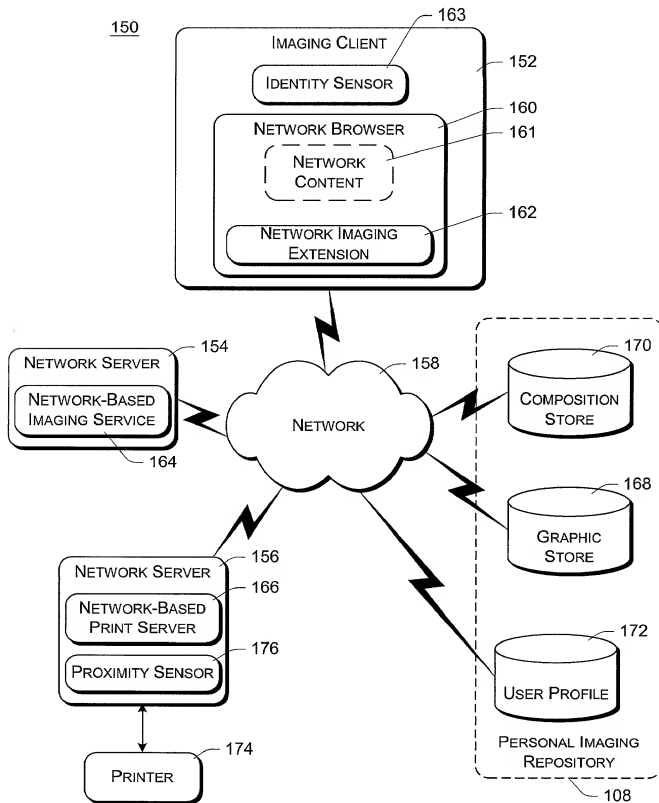 150
163
IMAGING CLIENT
152
IDENTITY SENSOR
160
NETWORK BROWSER
161
NETWORK
CONTENT
162
NETWORK IMAGING
EXTENSION
154
NETWORK SERVER
NETWORK-BASED
IMAGING SERVICE
164
158
NETWORK
170
COMPOSITION
STORE
168
GRAPHIC
STORE
156
NETWORK SERVER
166
NETWORK-BASED
PRINT SERVER
176
PROXIMITY SENSOR
172
USER PROFILE
174
PRINTER
PERSONAL IMAGING
REPOSITORY
108